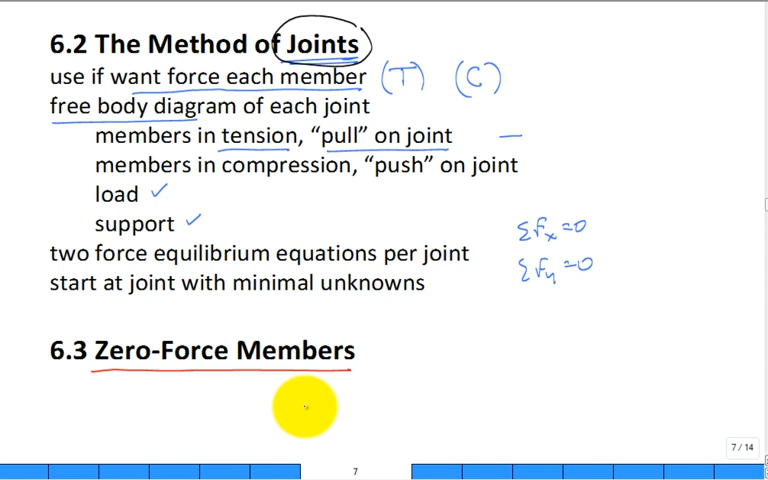 6.2 The Method of Joints
use if want force each member (T) (C)
free body diagram of each joint
members in tension, “pull” on joint —
members in compression, “push” on joint
load ✓
support ✓
ΣFx=0
two force equilibrium equations per joint
ΣFy=0
start at joint with minimal unknowns
6.3 Zero-Force Members
7 / 14
7